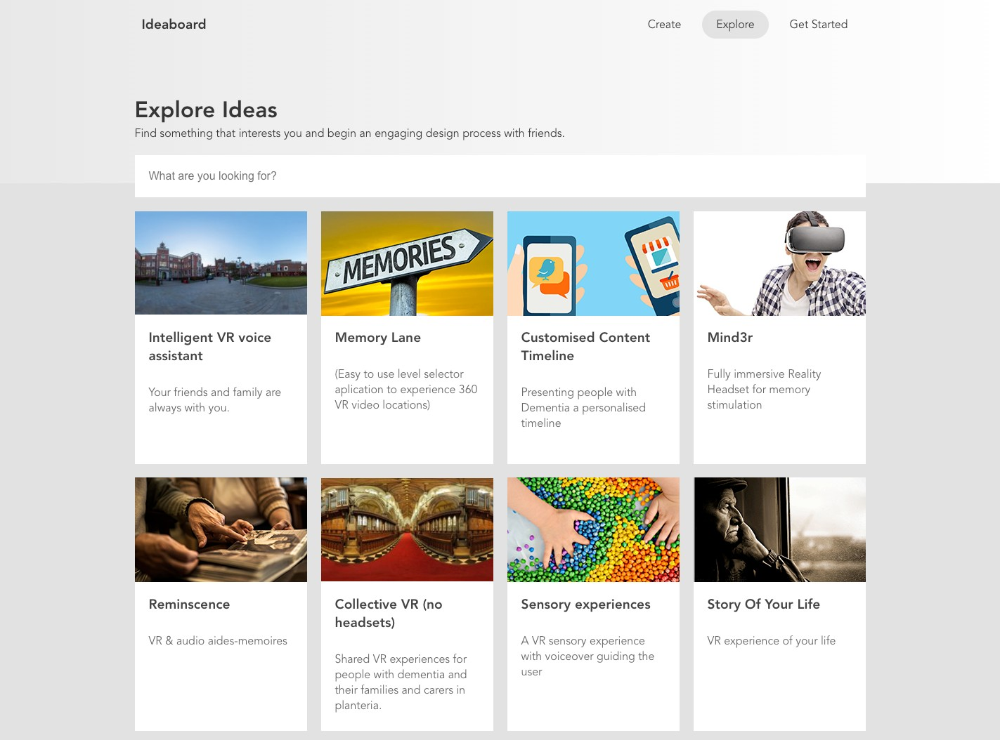 Ideaboard
Create
Explore
Get Started
Explore Ideas
Find something that interests you and begin an engaging design process with friends.
What are you looking for?
MEMORIES
Intelligent VR voice
assistant
Your friends and family are
always with you.
Memory Lane
(Easy to use level selector
aplication to experience 360
VR video locations)
Customised Content
Timeline
Presenting people with
Dementia a personalised
timeline
Mind3r
Fully immersive Reality
Headset for memory
stimulation
Reminscence
VR & audio aides-memoires
Collective VR (no
headsets)
Shared VR experiences for
people with dementia and
their families and carers in
planteria.
Sensory experiences
A VR sensory experience
with voiceover guiding the
user
Story Of Your Life
VR experience of your life